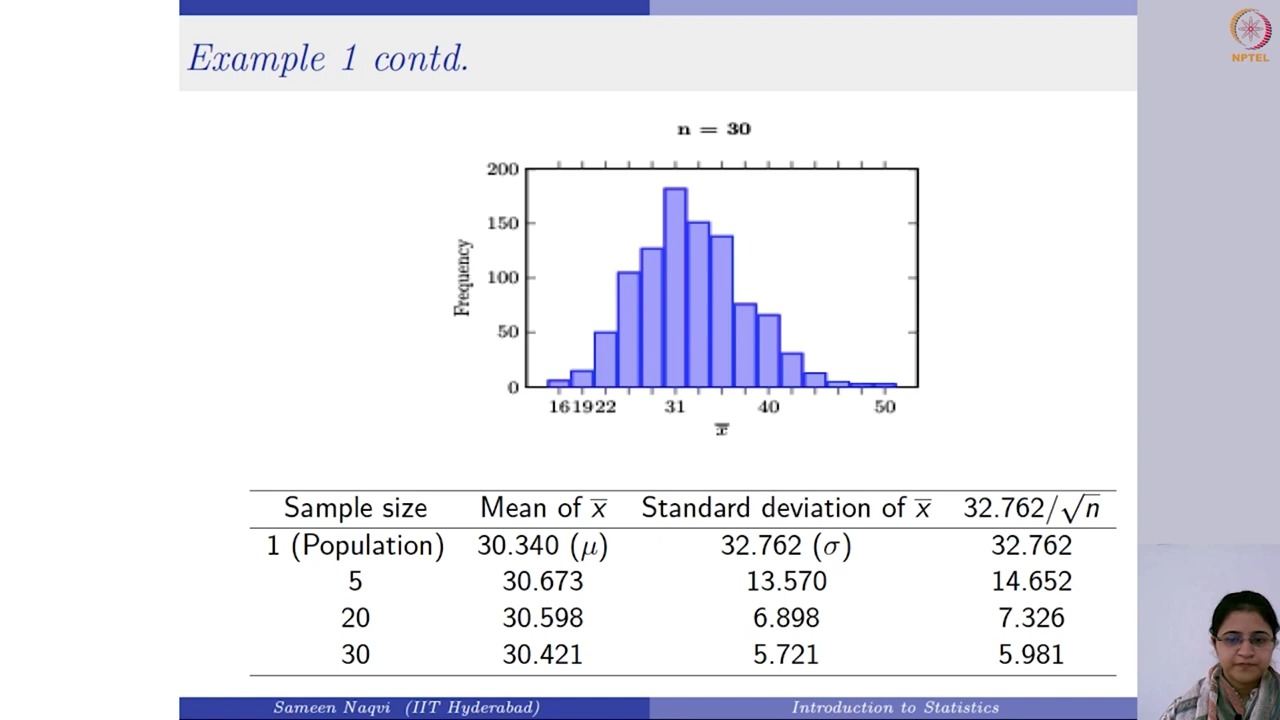 Example 1 contd.
NPTEL
n = 30
200
150
100
50
0
Frequency
16 19 22 31 40 50
x̅
Sample size Mean of x̅ Standard deviation of x̅ 32.762/√n
1 (Population) 30.340 (μ) 32.762 (σ) 32.762
5 30.673 13.570 14.652
20 30.598 6.898 7.326
30 30.421 5.721 5.981
Sameen Naqvi (IIT Hyderabad) Introduction to Statistics